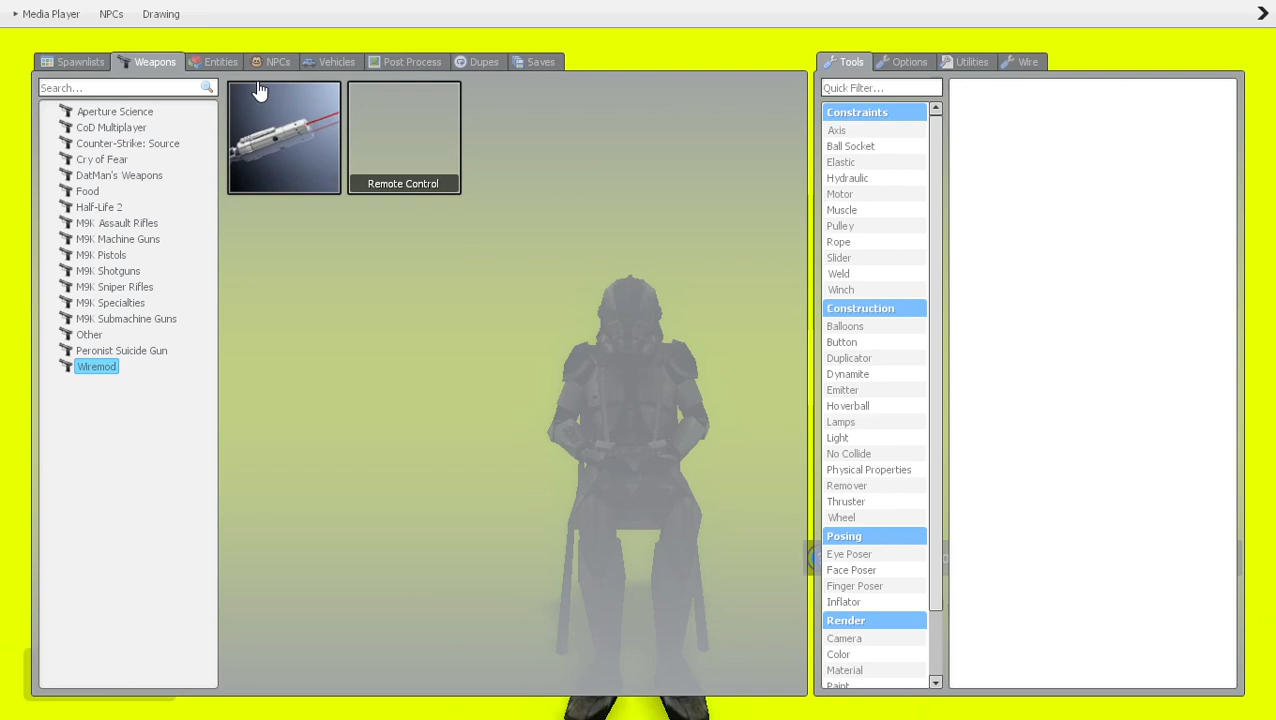 Media Player NPCs Drawing
Spawnlists Weapons Entities NPCs Vehicles Post Process Dupes Saves
Search...
Aperture Science
CoD Multiplayer
Counter-Strike: Source
Cry of Fear
DatMan's Weapons
Food
Half-Life 2
M9K Assault Rifles
M9K Machine Guns
M9K Pistols
M9K Shotguns
M9K Sniper Rifles
M9K Specialties
M9K Submachine Guns
Other
Peronist Suicide Gun
Wiremod
Remote Control
Tools Options Utilities Wire
Quick Filter...
Constraints
Axis
Ball Socket
Elastic
Hydraulic
Motor
Muscle
Pulley
Rope
Slider
Weld
Winch
Construction
Balloons
Button
Duplicator
Dynamite
Emitter
Hoverball
Lamps
Light
No Collide
Physical Properties
Remover
Thruster
Wheel
Posing
Eye Poser
Face Poser
Finger Poser
Inflator
Render
Camera
Color
Material
Paint